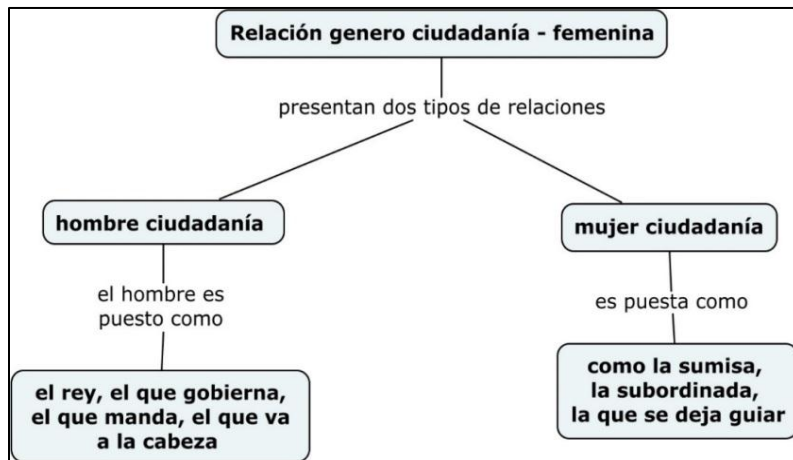 Relación genero ciudadanía - femenina
presentan dos tipos de relaciones
hombre ciudadanía
mujer ciudadanía
el hombre es
puesto como
es puesta como
el rey, el que gobierna,
el que manda, el que va
a la cabeza
como la sumisa,
la subordinada,
la que se deja guiar